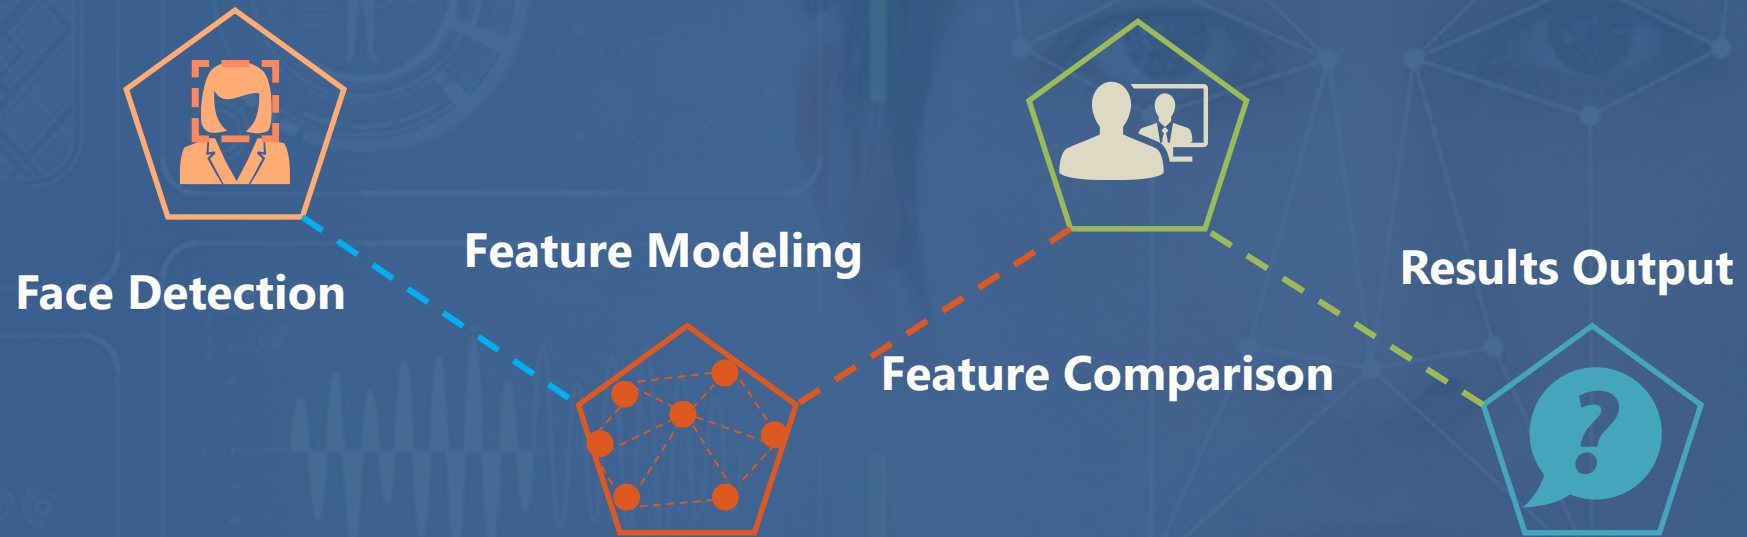 Face Detection
Feature Modeling
Feature Comparison
Results Output
?